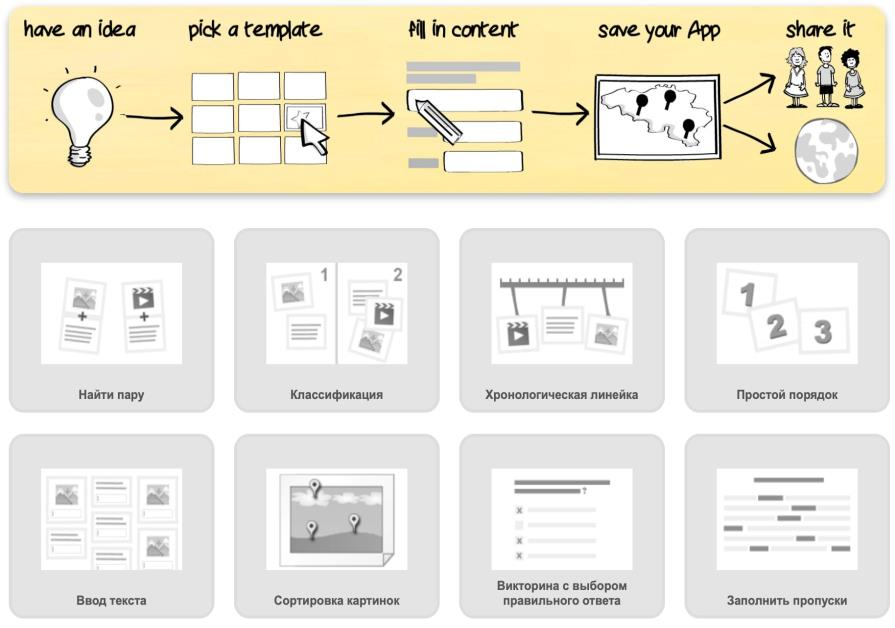 have an idea
pick a template
fill in content
save your App
share it
1
2
1
2
3
Найти пару
Классификация
Хронологическая линейка
Простой порядок
?
x
x
x
Ввод текста
Сортировка картинок
Викторина с выбором
правильного ответа
Заполнить пропуски